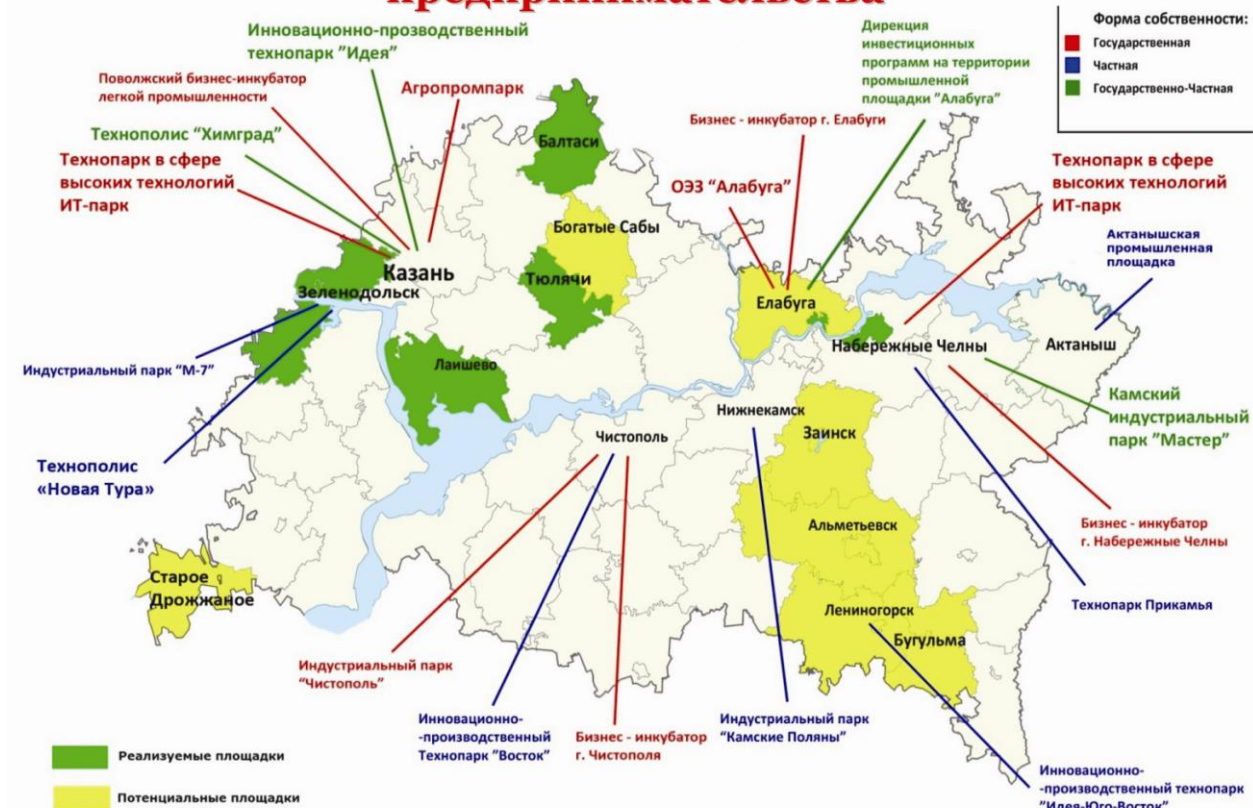 предпринимательства
Форма собственности:
Государственная
Частная
Государственно-Частная
Инновационно-прозводственный
технопарк "Идея"
Поволжский бизнес-инкубатор
легкой промышленности
Агропромпарк
Технополис "Химград"
Технопарк в сфере
высоких технологий
ИТ-парк
Дирекция
инвестиционных
программ на территории
промышленной
площадки "Алабуга"
Бизнес - инкубатор г. Елабуги
ОЭЗ "Алабуга"
Технопарк в сфере
высоких технологий
ИТ-парк
Актанышская
промышленная
площадка
Балтаси
Богатые Сабы
Тюлячи
Казань
Зеленодольск
Елабуга
Набережные Челны
Актаныш
Лаишево
Индустриальный парк "М-7"
Технополис
«Новая Тура»
Нижнекамск
Чистополь
Заинск
Камский
индустриальный
парк "Мастер"
Альметьевск
Бизнес - инкубатор
г. Набережные Челны
Старое
Дрожжаное
Лениногорск
Бугульма
Технопарк Прикамья
Индустриальный парк
"Чистополь"
Инновационно-
-производственный
Технопарк "Восток"
Бизнес - инкубатор
г. Чистополя
Индустриальный парк
"Камские Поляны"
Инновационно-
-производственный технопарк
"Идея-Юго-Восток"
Реализуемые площадки
Потенциальные площадки